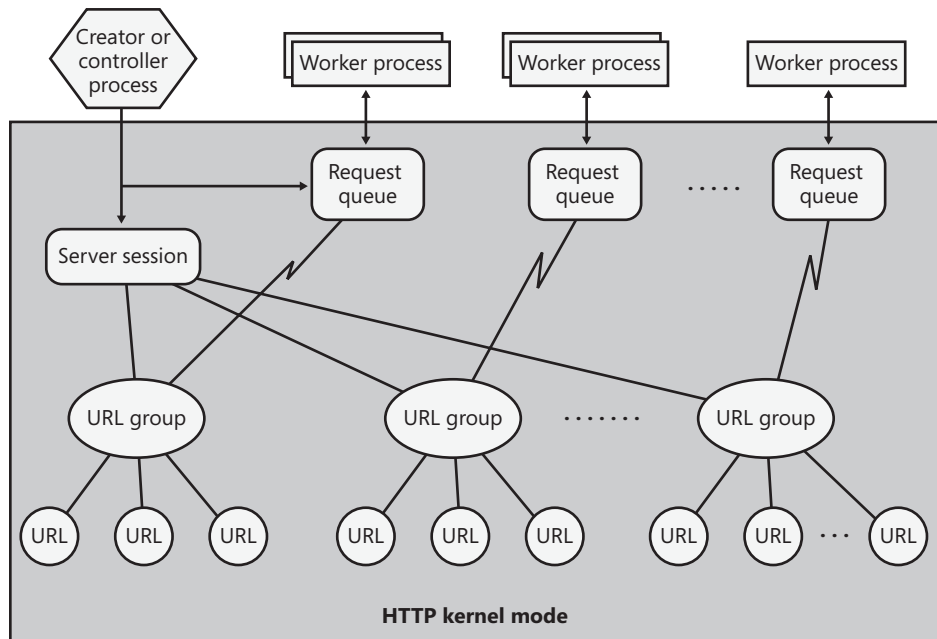 Creator or
controller
process
Worker process
Worker process
Worker process
Request
queue
Request
queue
.....
Request
queue
Server session
URL group
URL group
.......
URL group
URL
URL
URL
URL
URL
URL
URL
URL
...
URL
HTTP kernel mode